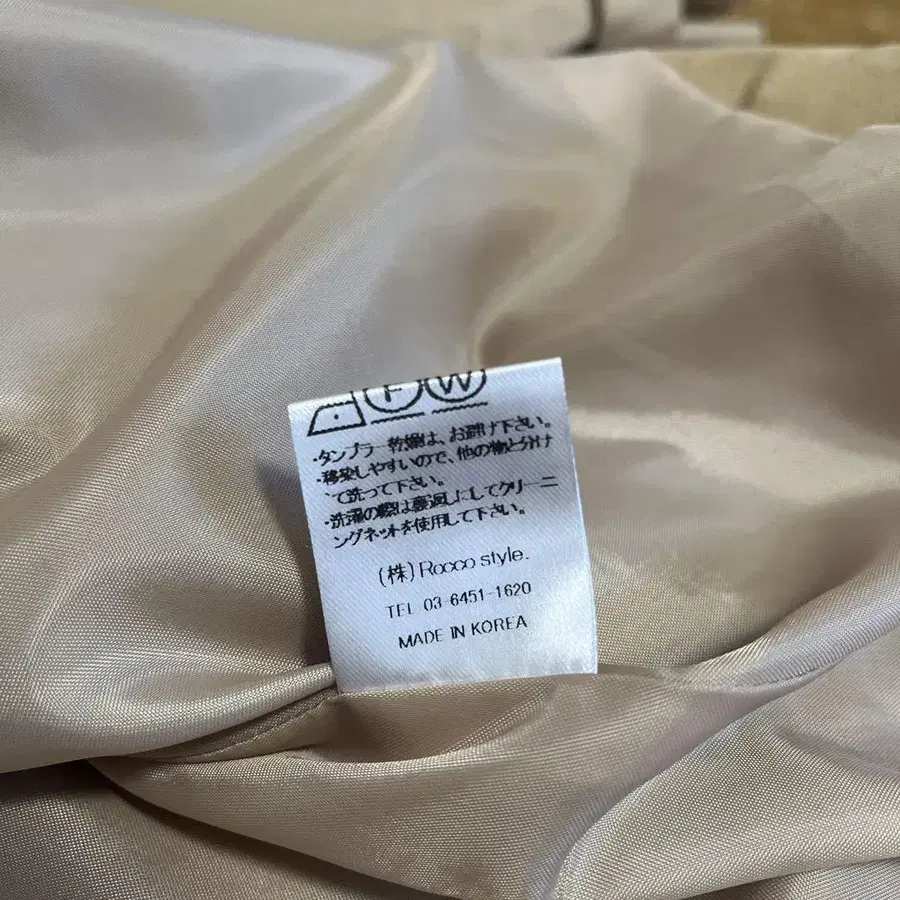 F W
・タンブラー乾燥は、お避け下さい。
・移染しやすいので、他の物と分け
て洗って下さい。
・洗濯の際は裏返しにしてクリーニ
ングネットを使用して下さい。
(株)Rocco style.
TEL 03-6451-1620
MADE IN KOREA